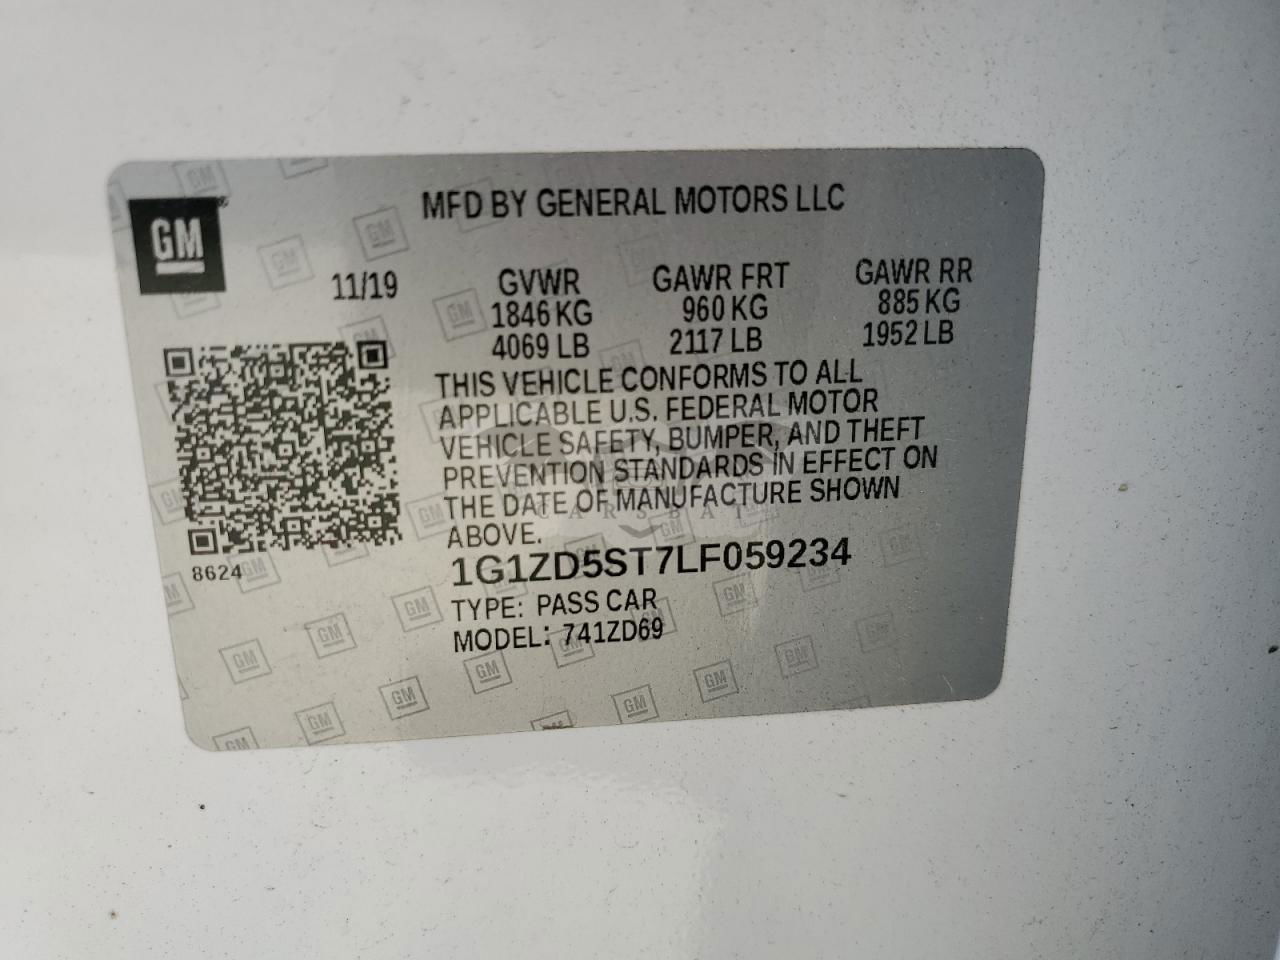 MFD BY GENERAL MOTORS LLC
GM
11/19
GVWR
1846 KG
4069 LB
GAWR FRT
960 KG
2117 LB
GAWR RR
885 KG
1952 LB
THIS VEHICLE CONFORMS TO ALL
APPLICABLE U.S. FEDERAL MOTOR
VEHICLE SAFETY, BUMPER, AND THEFT
PREVENTION STANDARDS IN EFFECT ON
THE DATE OF MANUFACTURE SHOWN
ABOVE.
CARSBAT
8624
1G1ZD5ST7LF059234
TYPE: PASS CAR
MODEL: 741ZD69